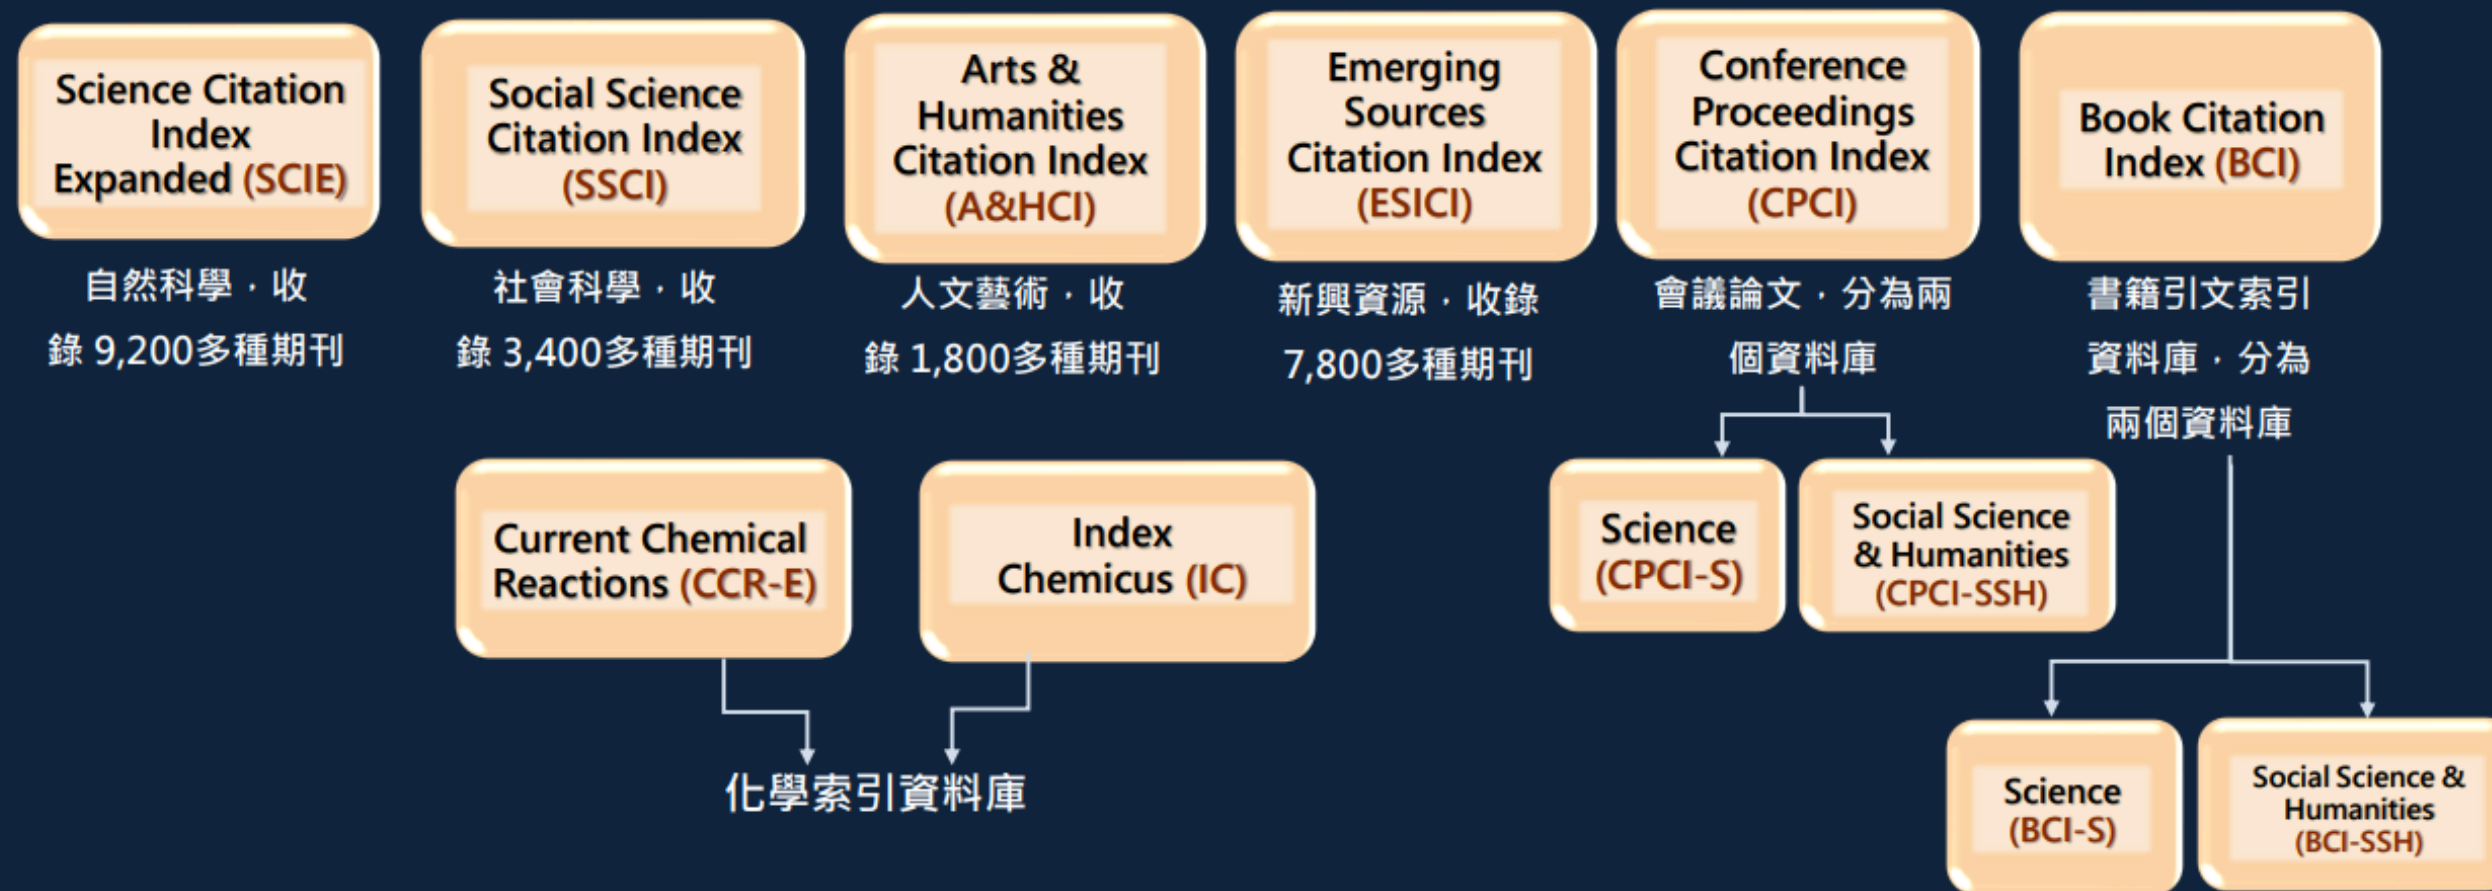 Science Citation
Index
Expanded (SCIE)
自然科學，收
錄 9,200多種期刊
Social Science
Citation Index
(SSCI)
社會科學，收
錄 3,400多種期刊
Arts &
Humanities
Citation Index
(A&HCI)
人文藝術，收
錄 1,800多種期刊
Emerging
Sources
Citation Index
(ESICI)
新興資源，收錄
7,800多種期刊
Conference
Proceedings
Citation Index
(CPCI)
會議論文，分為兩
個資料庫
Book Citation
Index (BCI)
書籍引文索引
資料庫，分為
兩個資料庫
Current Chemical
Reactions (CCR-E)
Index
Chemicus (IC)
化學索引資料庫
Science
(CPCI-S)
Social Science
& Humanities
(CPCI-SSH)
Science
(BCI-S)
Social Science &
Humanities
(BCI-SSH)